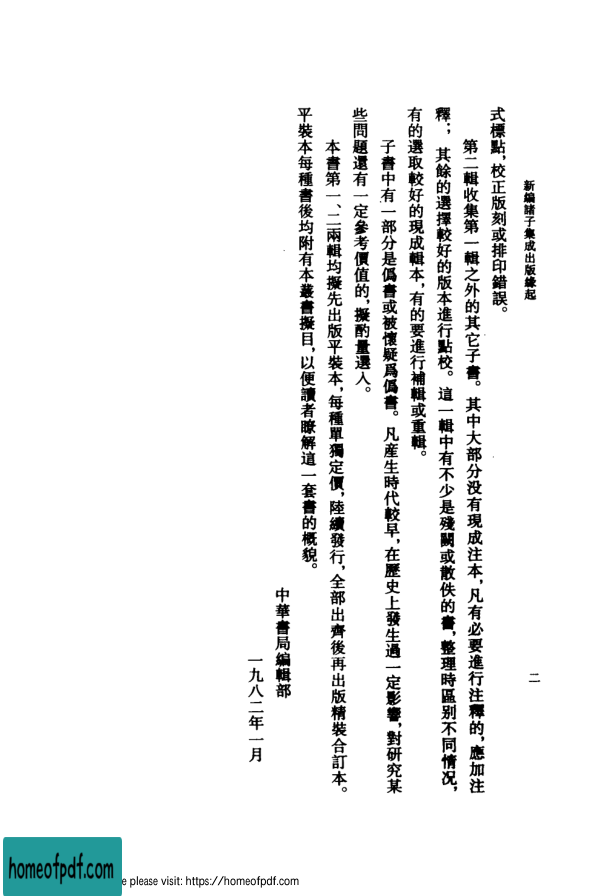 新編諸子集成出版緣起
二
式標點，校正版刻或排印錯誤。
第二輯收集第一輯之外的其它子書。其中大部分没有現成注本，凡有必要進行注釋的，應加注
釋；其餘的選擇較好的版本進行點校。這一輯中有不少是殘闕或散佚的書，整理時區别不同情况，
有的選取較好的現成輯本，有的要進行補輯或重輯。
子書中有一部分是僞書或被懷疑爲僞書。凡産生時代較早，在歷史上發生過一定影響，對研究某
些問題還有一定參考價值的，擬酌量選入。
本書第一、二兩輯均擬先出版平裝本，每種單獨定價，陸續發行，全部出齊後再出版精裝合訂本。
平裝本每種書後均附有本叢書擬目，以便讀者瞭解這一套書的概貌。
中華書局編輯部
一九八二年一月
homeofpdf.com
e please visit: https://homeofpdf.com